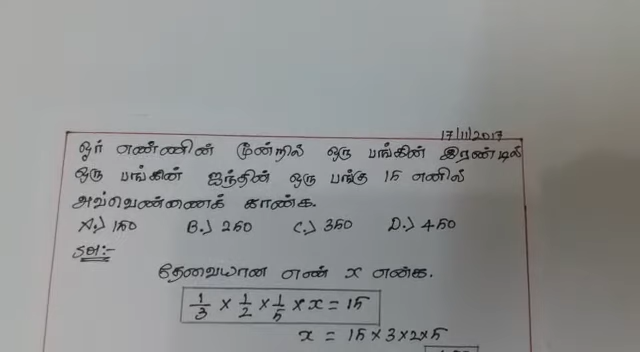 17/11/2017
ஓர் எண்ணின் மூன்றில் ஒரு பங்கின் இரண்டில்
ஒரு பங்கின் ஐந்தின் ஒரு பங்கு 15 எனில்
அவ்வெண்ணைக் காண்க.
A.) 150 B.) 250 C.) 350 D.) 450
தேவையான எண் x என்க.
1/3 × 1/2 × 1/5 × x = 15
x = 15 × 3 × 2 × 5